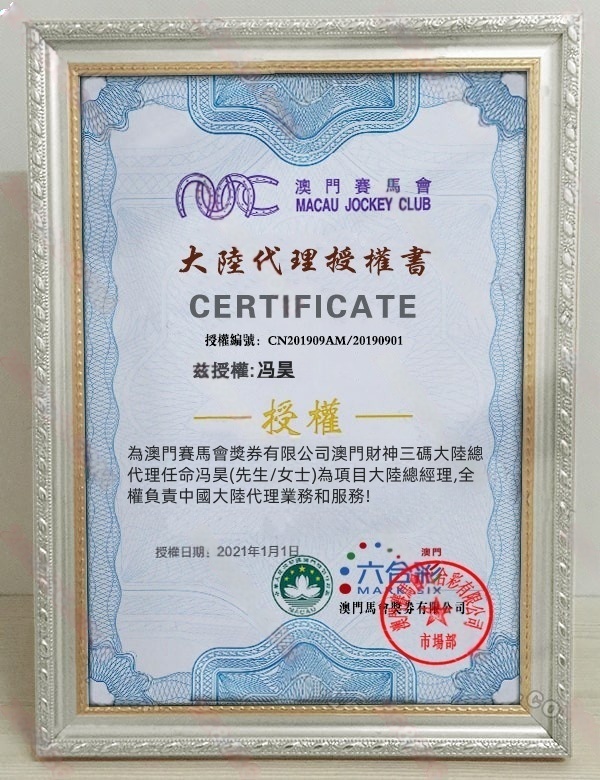 澳門賽馬會
MACAU JOCKEY CLUB
大陸代理授權書
CERTIFICATE
授權編號：CN201909AM/20190901
兹授權:冯昊
授權
為澳門賽馬會獎券有限公司澳門財神三碼大陸總
代理任命冯昊(先生/女士)為項目大陸總經理,全
權負責中國大陸代理業務和服務!
授權日期：2021年1月1日
澳門
六合彩
MARK SIX
澳門馬會獎券有限公司
MACAU
市場部